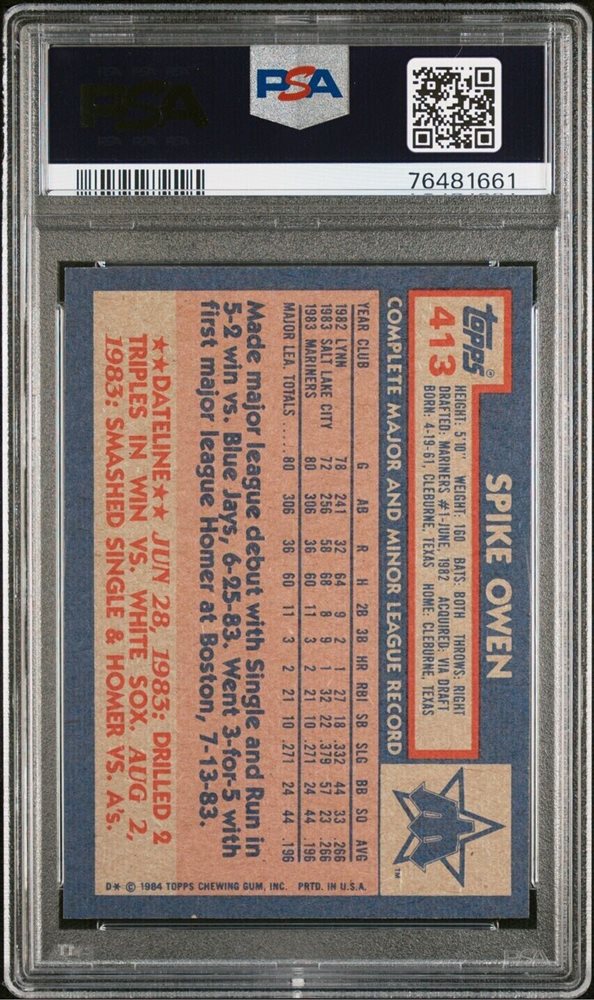 PSA
PSA
76481661
SPIKE OWEN
topps®
413
HEIGHT: 5'10" WEIGHT: 160 BATS: BOTH THROWS: RIGHT
DRAFTED: MARINERS #1-JUNE, 1982 ACQUIRED: VIA DRAFT
BORN: 4-19-61, CLEBURNE, TEXAS HOME: CLEBURNE, TEXAS
COMPLETE MAJOR AND MINOR LEAGUE RECORD
TM
YEAR CLUB G AB R H 2B 3B HR RBI SB SLG BB SO AVG
1982 LYNN 78 241 32 64 9 2 1 27 18 .332 44 33 .266
1983 SALT LAKE CITY 72 256 58 68 8 9 1 32 22 .379 57 23 .266
1983 MARINERS 80 306 36 60 11 3 2 21 10 .271 24 44 .196
MAJOR LEA. TOTALS .... 80 306 36 60 11 3 2 21 10 .271 24 44 .196
Made major league debut with Single and Run in
5-2 win vs. Blue Jays, 6-25-83. Went 3-for-5 with
first major league Homer at Boston, 7-13-83.
★★DATELINE★★ JUN 28, 1983: DRILLED 2
TRIPLES IN WIN VS. WHITE SOX. AUG 2,
1983: SMASHED SINGLE & HOMER VS. A's.
D* © 1984 TOPPS CHEWING GUM, INC. PRTD. IN U.S.A.
PSA